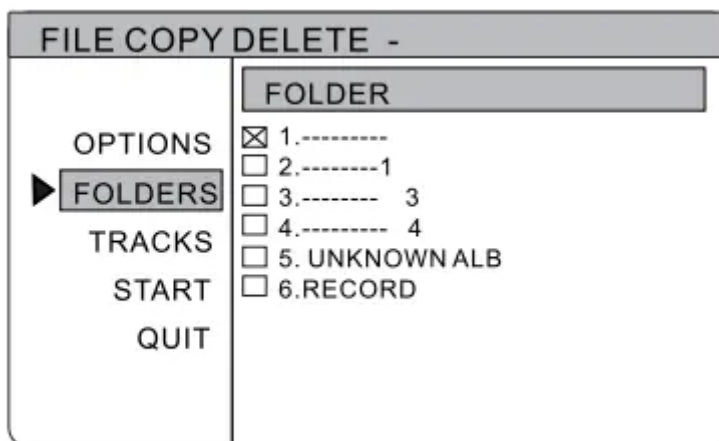 FILE COPY DELETE -
OPTIONS
FOLDERS
TRACKS
START
QUIT
FOLDER
1.---------
2.--------1
3.-------- 3
4.--------- 4
5. UNKNOWN ALB
6.RECORD